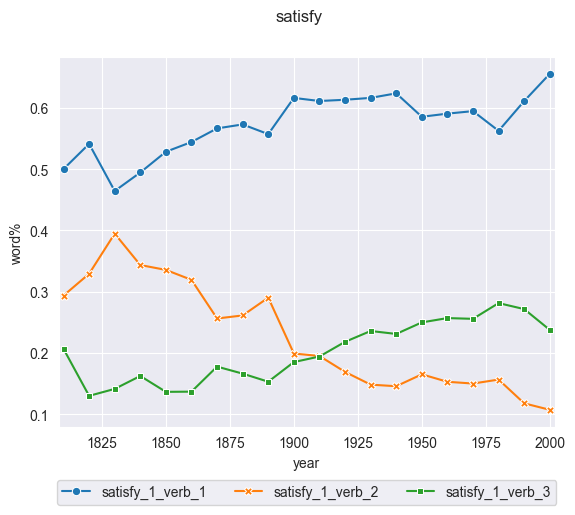 satisfy
word%
0.6
0.5
0.4
0.3
0.2
0.1
1825 1850 1875 1900 1925 1950 1975 2000
year
satisfy_1_verb_1 satisfy_1_verb_2 satisfy_1_verb_3